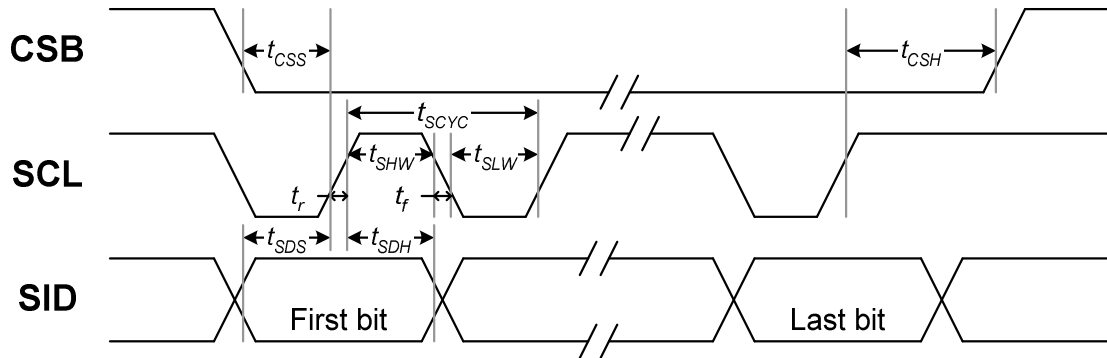 CSB
tCSS
tCSH
tSCYC
SCL
tSHW
tSLW
tr
tf
tSDS
tSDH
SID
First bit
Last bit